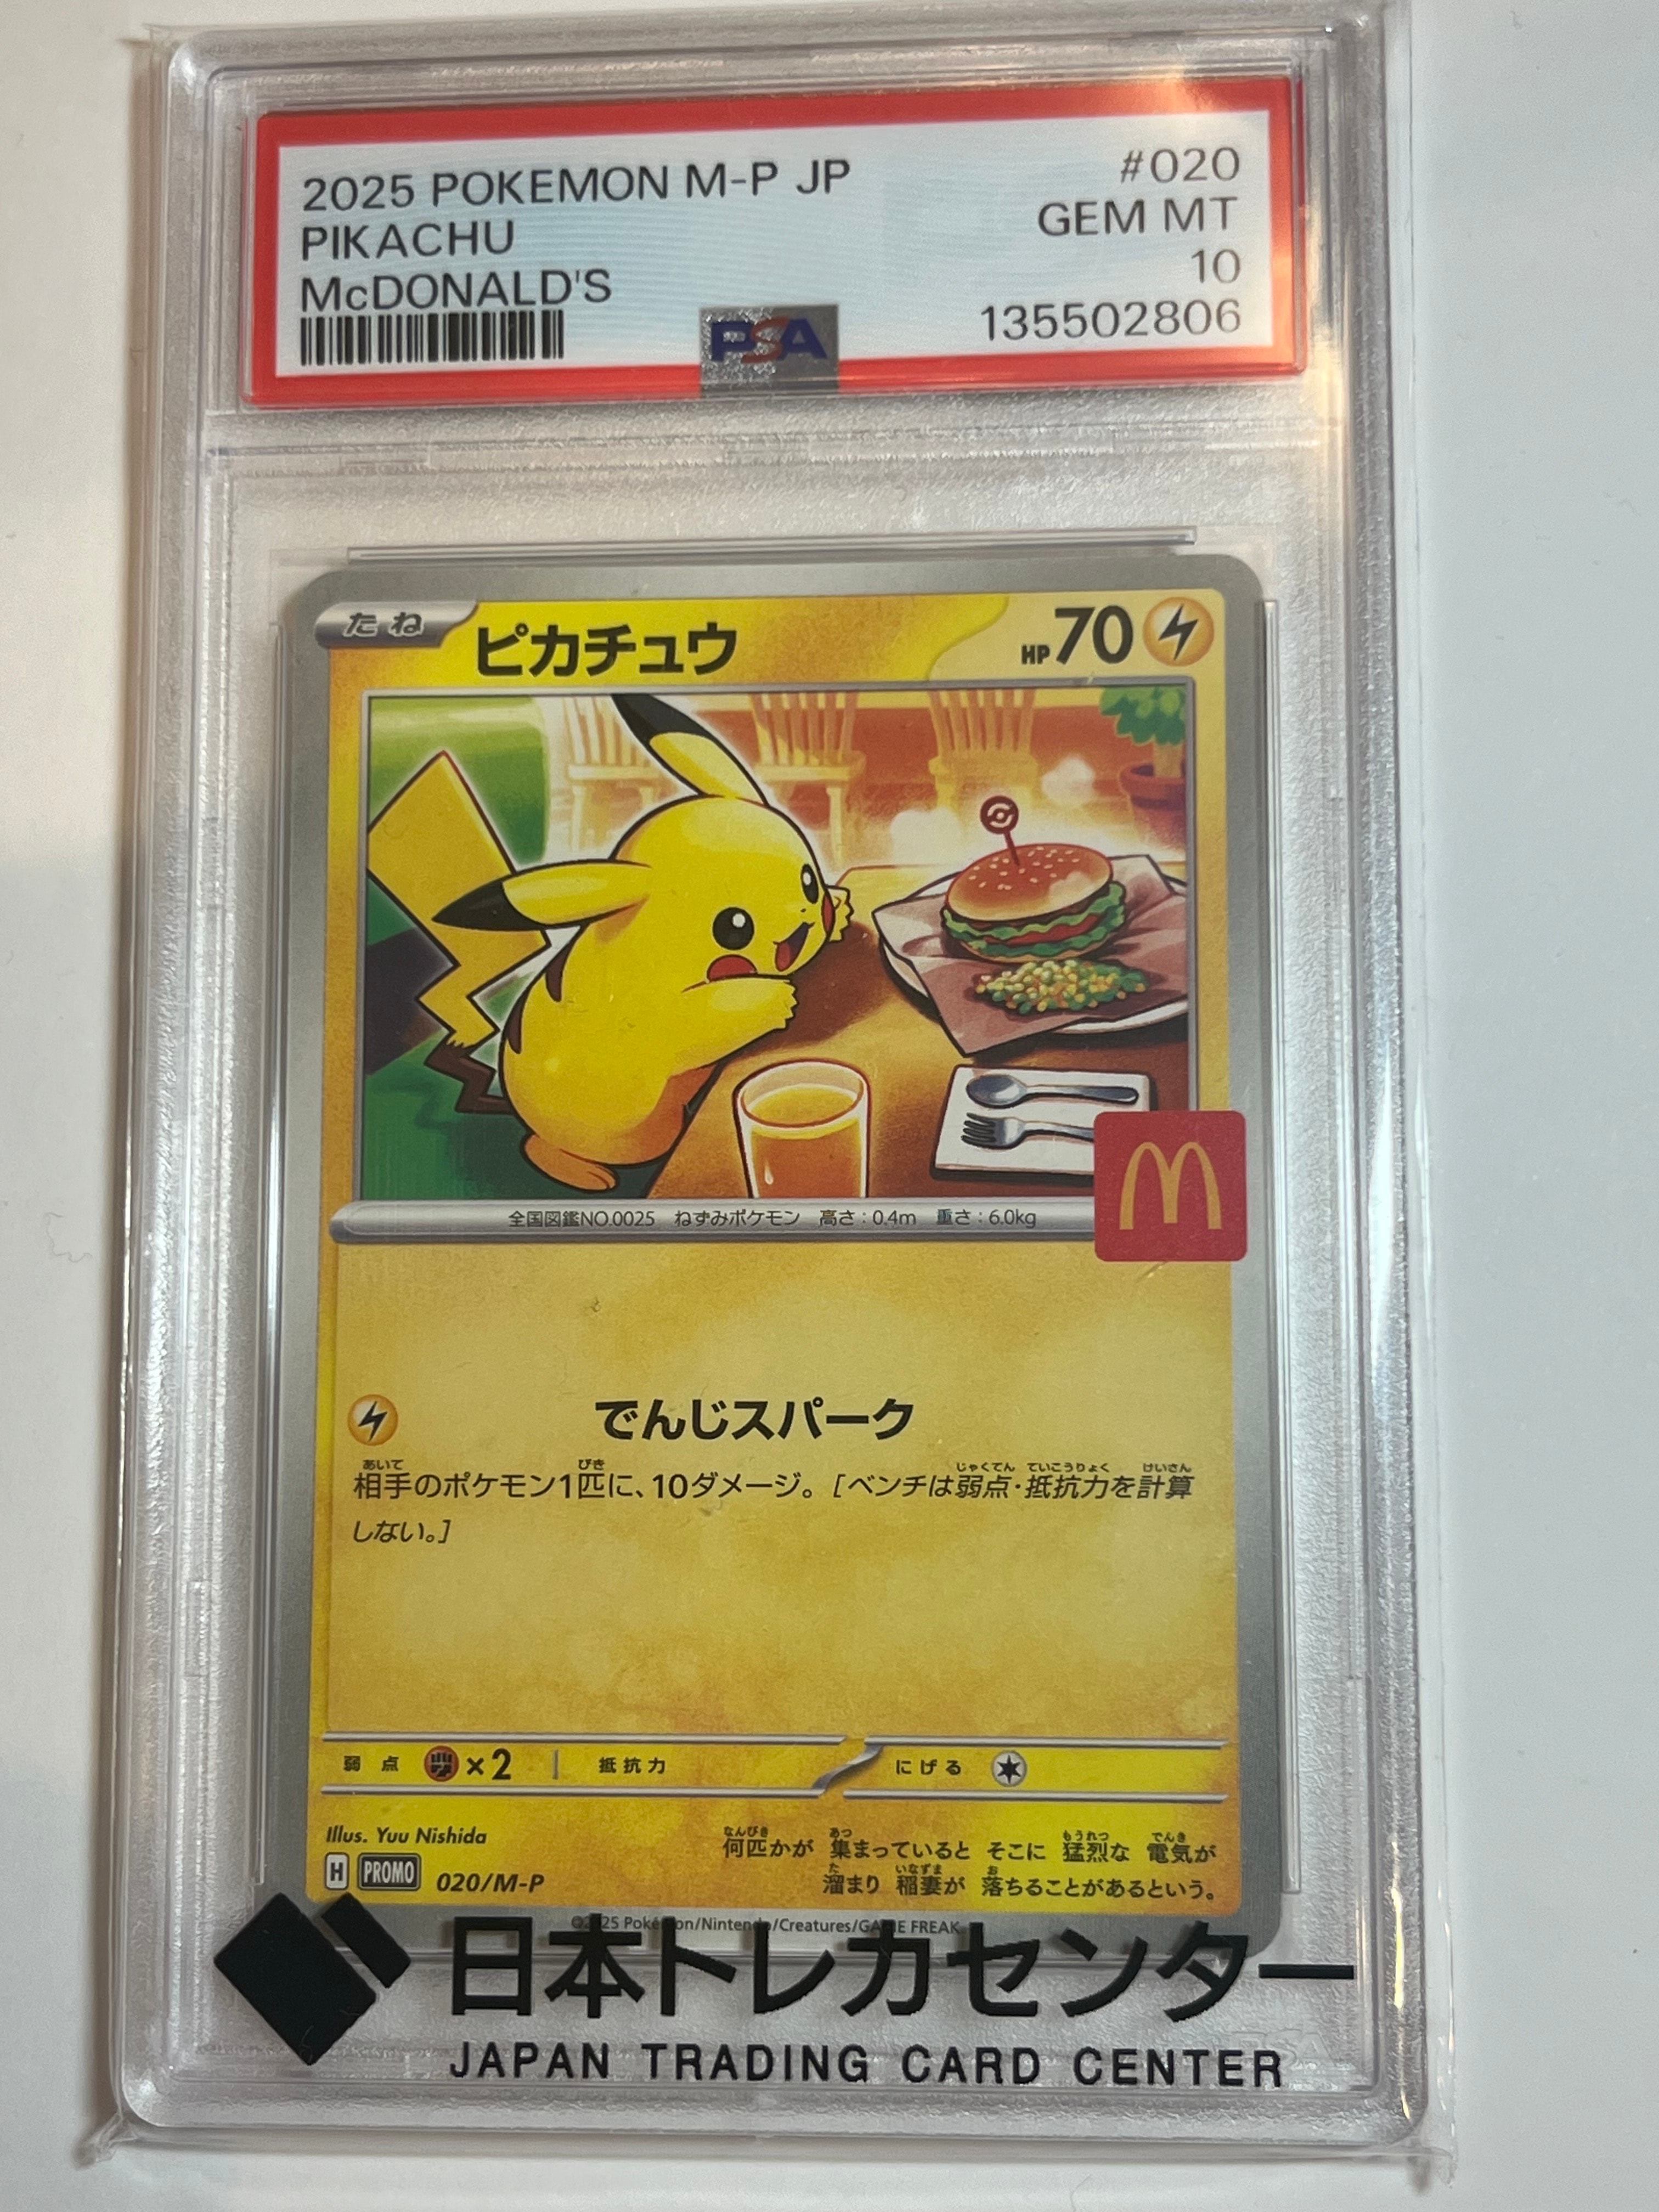 2025 POKEMON M-P JP #020
PIKACHU GEM MT
McDONALD'S 10
PSA 135502806
たね ピカチュウ HP70
全国図鑑NO.0025 ねずみポケモン 高さ:0.4m 重さ:6.0kg
M
でんじスパーク
相手のポケモン1匹に、10ダメージ。[ベンチは弱点・抵抗力を計算
しない。]
弱点 ×2 抵抗力 にげる
Illus. Yuu Nishida
何匹かが 集まっていると そこに 猛烈な 電気が
H PROMO 020/M-P
溜まり 稲妻が 落ちることがあるという。
©2025 Pokémon/Nintendo/Creatures/GAME FREAK
日本トレカセンター
JAPAN TRADING CARD CENTER